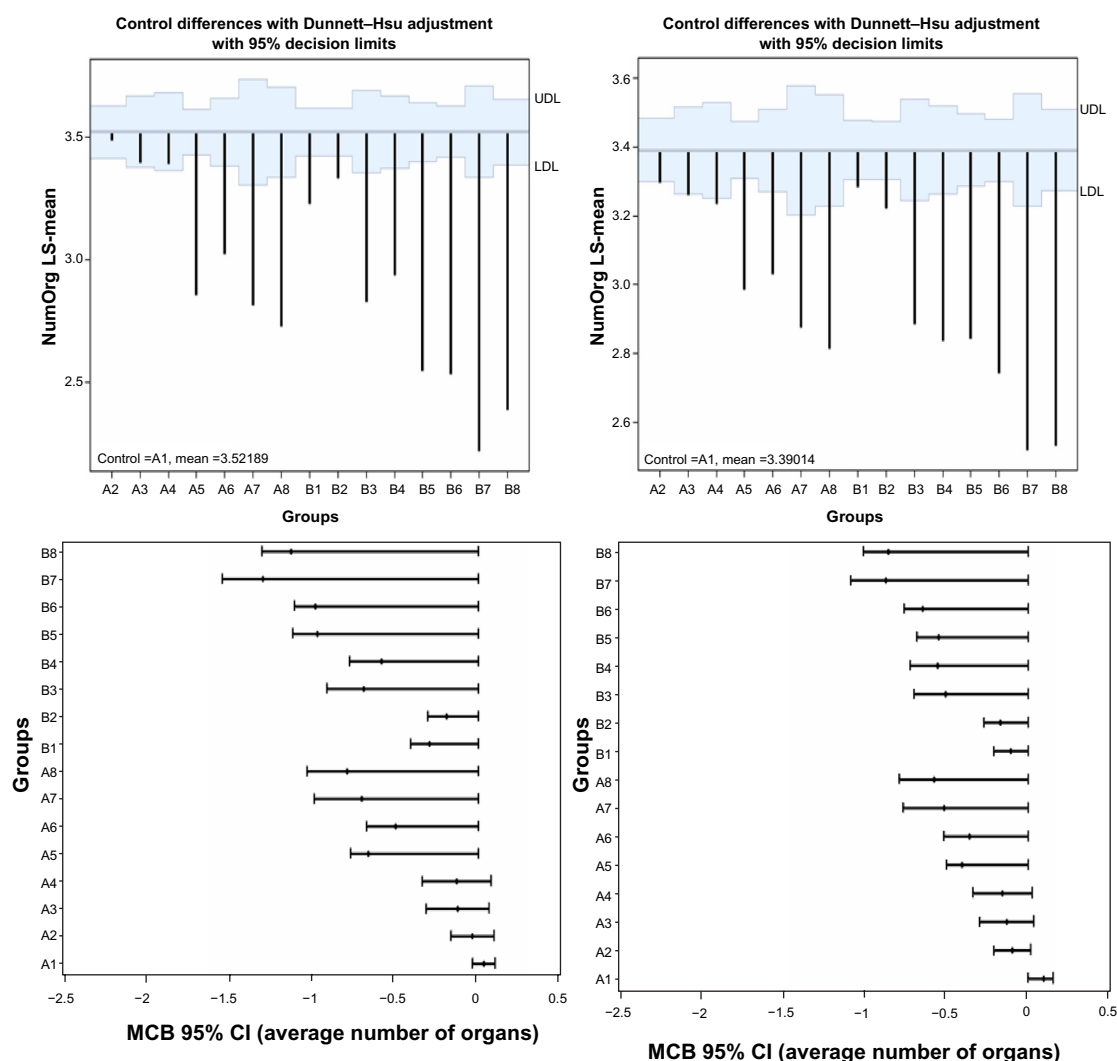 Control differences with Dunnett–Hsu adjustment
with 95% decision limits
NumOrg LS-mean
3.5
3.0
2.5
UDL
LDL
Control =A1, mean =3.52189
A2 A3 A4 A5 A6 A7 A8 B1 B2 B3 B4 B5 B6 B7 B8
Groups
Control differences with Dunnett–Hsu adjustment
with 95% decision limits
NumOrg LS-mean
3.6
3.4
3.2
3.0
2.8
2.6
UDL
LDL
Control =A1, mean =3.39014
A2 A3 A4 A5 A6 A7 A8 B1 B2 B3 B4 B5 B6 B7 B8
Groups
Groups
B8
B7
B6
B5
B4
B3
B2
B1
A8
A7
A6
A5
A4
A3
A2
A1
−2.5 −2 −1.5 −1 −0.5 0 0.5
MCB 95% CI (average number of organs)
Groups
B8
B7
B6
B5
B4
B3
B2
B1
A8
A7
A6
A5
A4
A3
A2
A1
−2.5 −2 −1.5 −1 −0.5 0 0.5
MCB 95% CI (average number of organs)